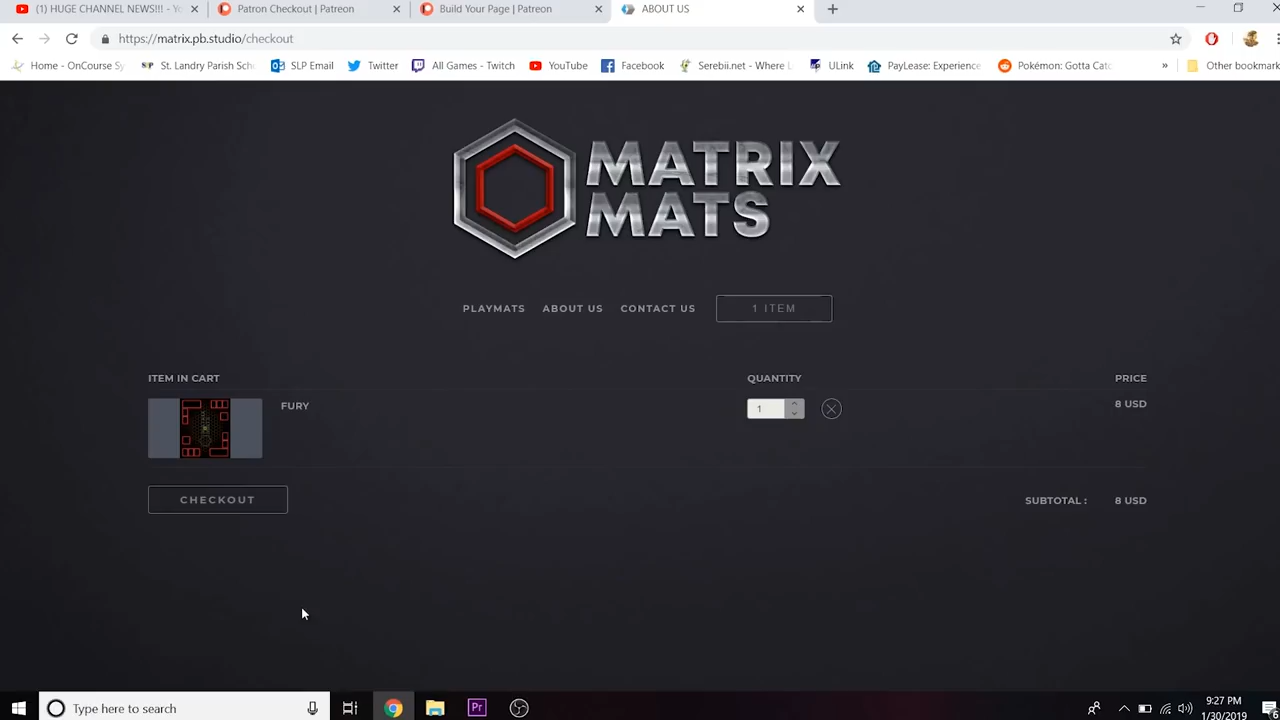 (1) HUGE CHANNEL NEWS!!! - Yo
Patron Checkout | Patreon
Build Your Page | Patreon
ABOUT US
https://matrix.pb.studio/checkout
Home - OnCourse Sy
St. Landry Parish Scho
SLP Email
Twitter
All Games - Twitch
YouTube
Facebook
Serebii.net - Where L
ULink
PayLease: Experience
Pokémon: Gotta Catc
»
Other bookmark
MATRIX
MATS
PLAYMATS
ABOUT US
CONTACT US
1 ITEM
ITEM IN CART
QUANTITY
PRICE
FURY
1
8 USD
CHECKOUT
SUBTOTAL :
8 USD
Type here to search
Pr
9:27 PM
1/30/2019